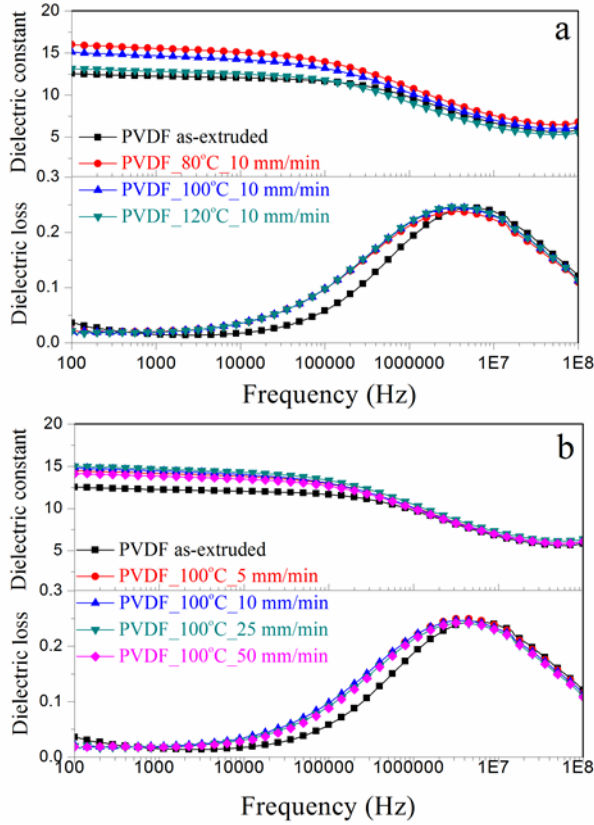 a
Dielectric constant
20
15
10
5
PVDF as-extruded
PVDF_80°C_10 mm/min
0.3
PVDF_100°C_10 mm/min
PVDF_120°C_10 mm/min
Dielectric loss
0.2
0.1
0.0
100 1000 10000 100000 1000000 1E7 1E8
Frequency (Hz)
b
Dielectric constant
20
15
10
5
PVDF as-extruded
PVDF_100°C_5 mm/min
0.3
PVDF_100°C_10 mm/min
PVDF_100°C_25 mm/min
PVDF_100°C_50 mm/min
Dielectric loss
0.2
0.1
0.0
100 1000 10000 100000 1000000 1E7 1E8
Frequency (Hz)